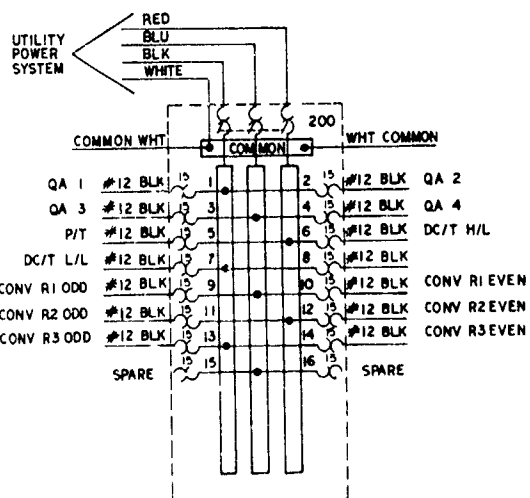 RED
BLU
BLK
WHITE
UTILITY
POWER
SYSTEM
200
COMMON WHT
COMMON
WHT COMMON
QA 1 #12 BLK 15 1 2 15 #12 BLK QA 2
QA 3 #12 BLK 15 3 4 15 #12 BLK QA 4
P/T #12 BLK 15 5 6 15 #12 BLK DC/T H/L
DC/T L/L #12 BLK 15 7 8 15 #12 BLK
CONV R1 ODD #12 BLK 15 9 10 15 #12 BLK CONV R1 EVEN
CONV R2 ODD #12 BLK 15 11 12 15 #12 BLK CONV R2 EVEN
CONV R3 ODD #12 BLK 15 13 14 15 #12 BLK CONV R3 EVEN
SPARE 15 15 16 15 SPARE